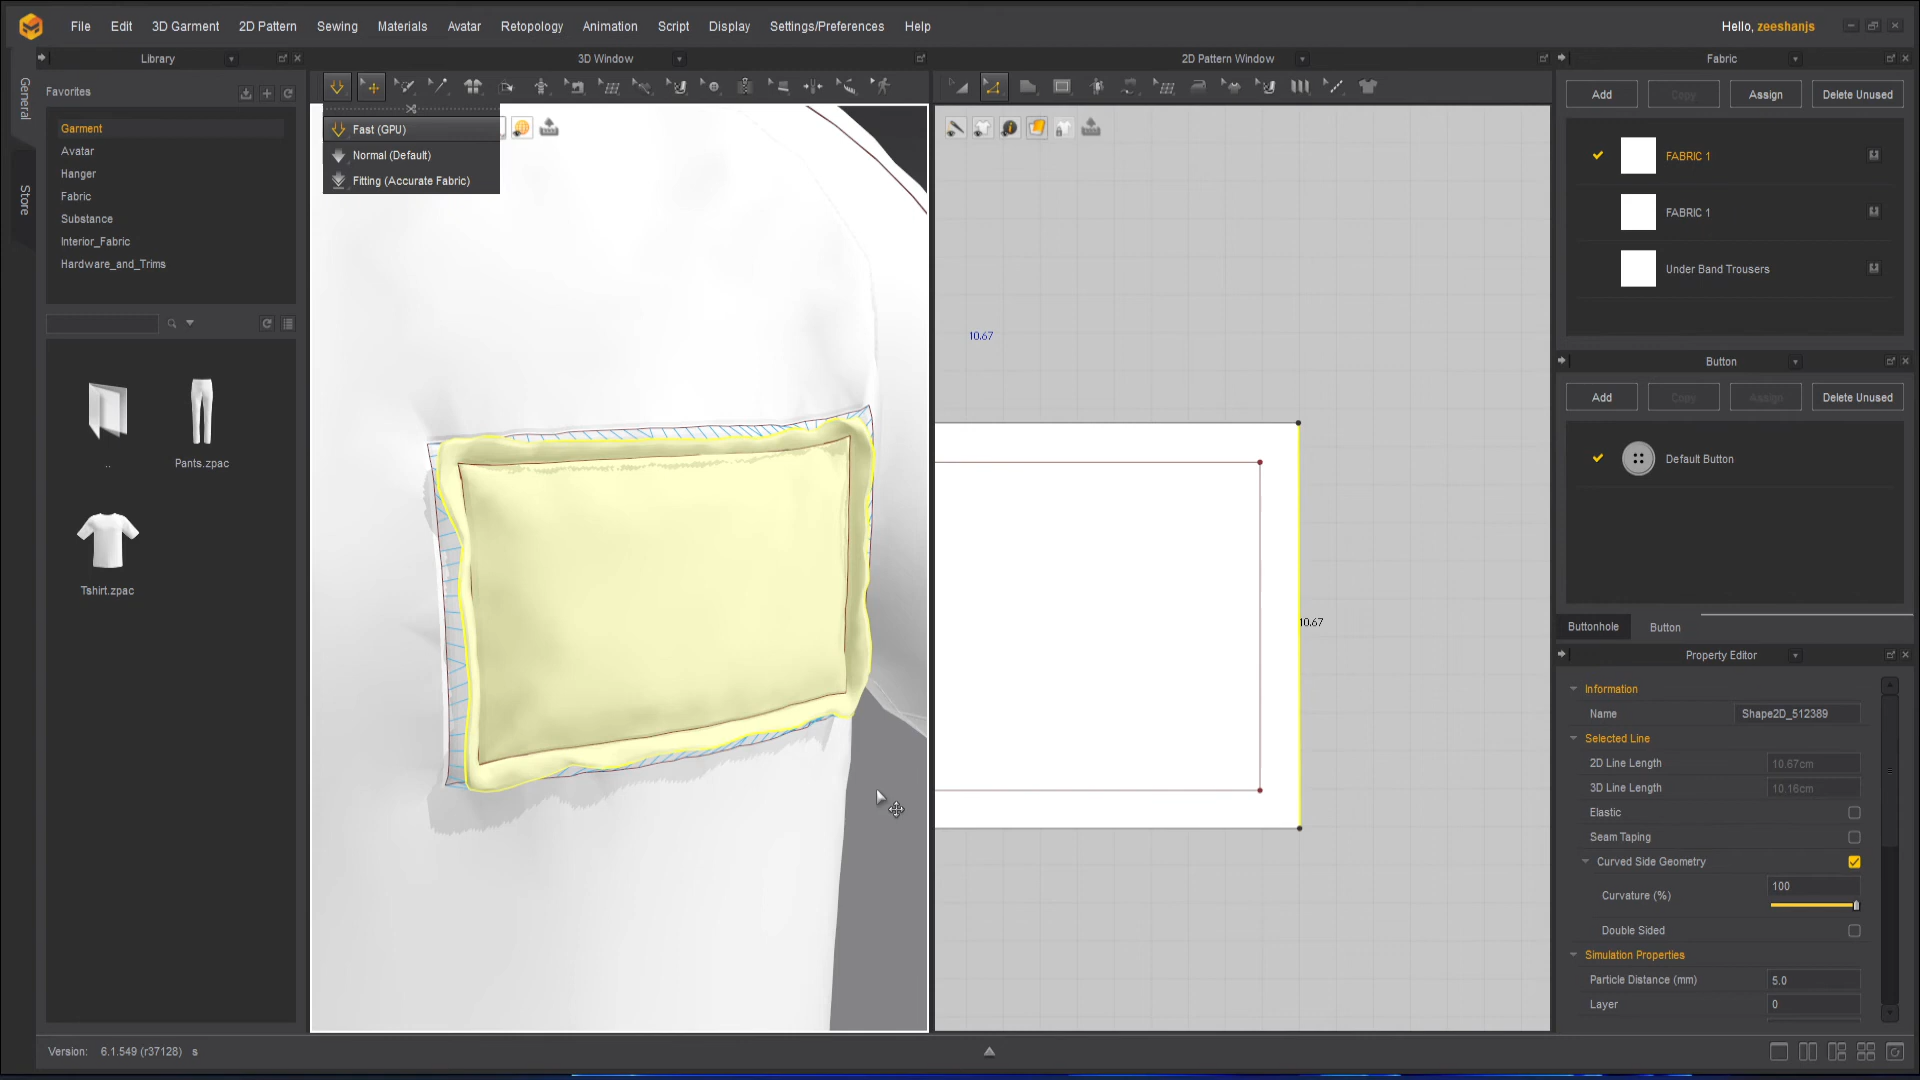 File Edit 3D Garment 2D Pattern Sewing Materials Avatar Retopology Animation Script Display Settings/Preferences Help
Hello, zeeshanjs
Library
3D Window
2D Pattern Window
Fabric
General
Store
Favorites
Garment
Avatar
Hanger
Fabric
Substance
Interior_Fabric
Hardware_and_Trims
..
Pants.zpac
Tshirt.zpac
Fast (GPU)
Normal (Default)
Fitting (Accurate Fabric)
10.67
10.67
Add Copy Assign Delete Unused
FABRIC 1
FABRIC 1
Under Band Trousers
Button
Add Copy Assign Delete Unused
Default Button
Buttonhole Button
Property Editor
Information
Name Shape2D_512389
Selected Line
2D Line Length 10.67cm
3D Line Length 10.16cm
Elastic
Seam Taping
Curved Side Geometry
Curvature (%) 100
Double Sided
Simulation Properties
Particle Distance (mm) 5.0
Layer 0
Version: 6.1.549 (r37128) s